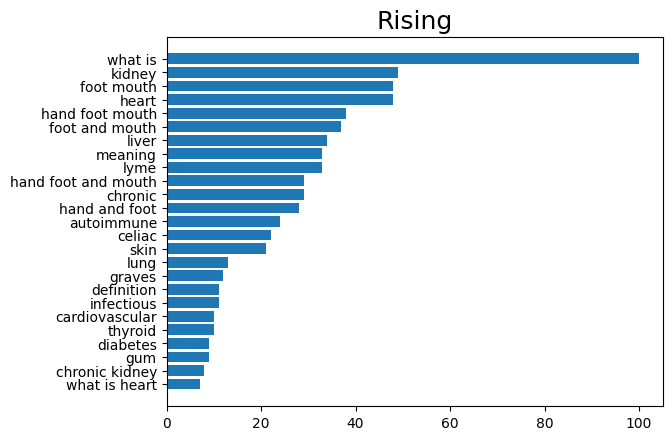 Rising
what is
kidney
foot mouth
heart
hand foot mouth
foot and mouth
liver
meaning
lyme
hand foot and mouth
chronic
hand and foot
autoimmune
celiac
skin
lung
graves
definition
infectious
cardiovascular
thyroid
diabetes
gum
chronic kidney
what is heart
0 20 40 60 80 100